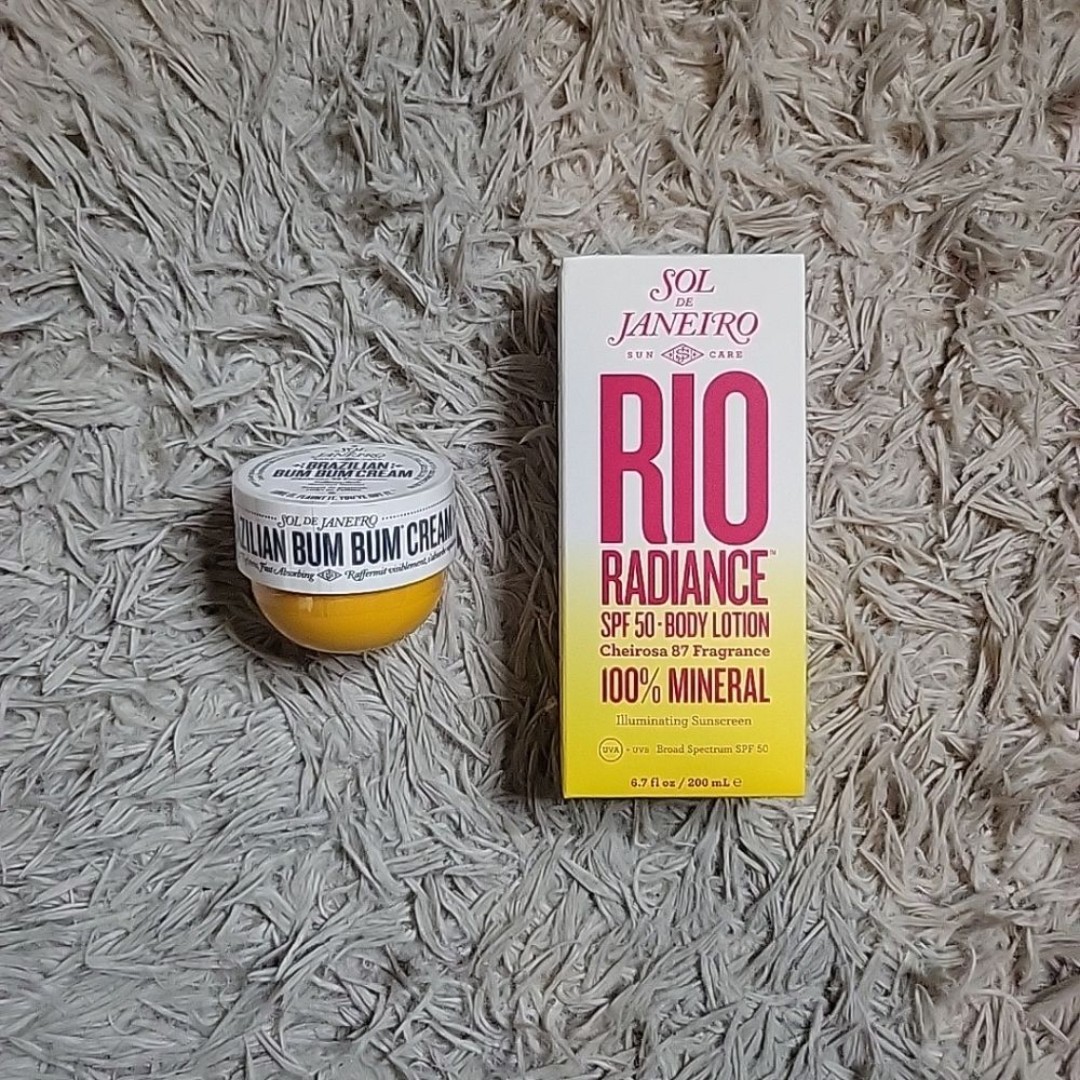 SOL
DE
JANEIRO
BRAZILIAN
BUM BUM CREAM
SOL DE JANEIRO
ZILIAN BUM BUM CREAM
Fast-Absorbing
Raffermit visiblement,
SOL
DE
JANEIRO
SUN CARE
RIO
RADIANCE™
SPF 50 · BODY LOTION
Cheirosa 87 Fragrance
100% MINERAL
Illuminating Sunscreen
UVA + UVB Broad Spectrum SPF 50
6.7 fl oz / 200 mL ℮